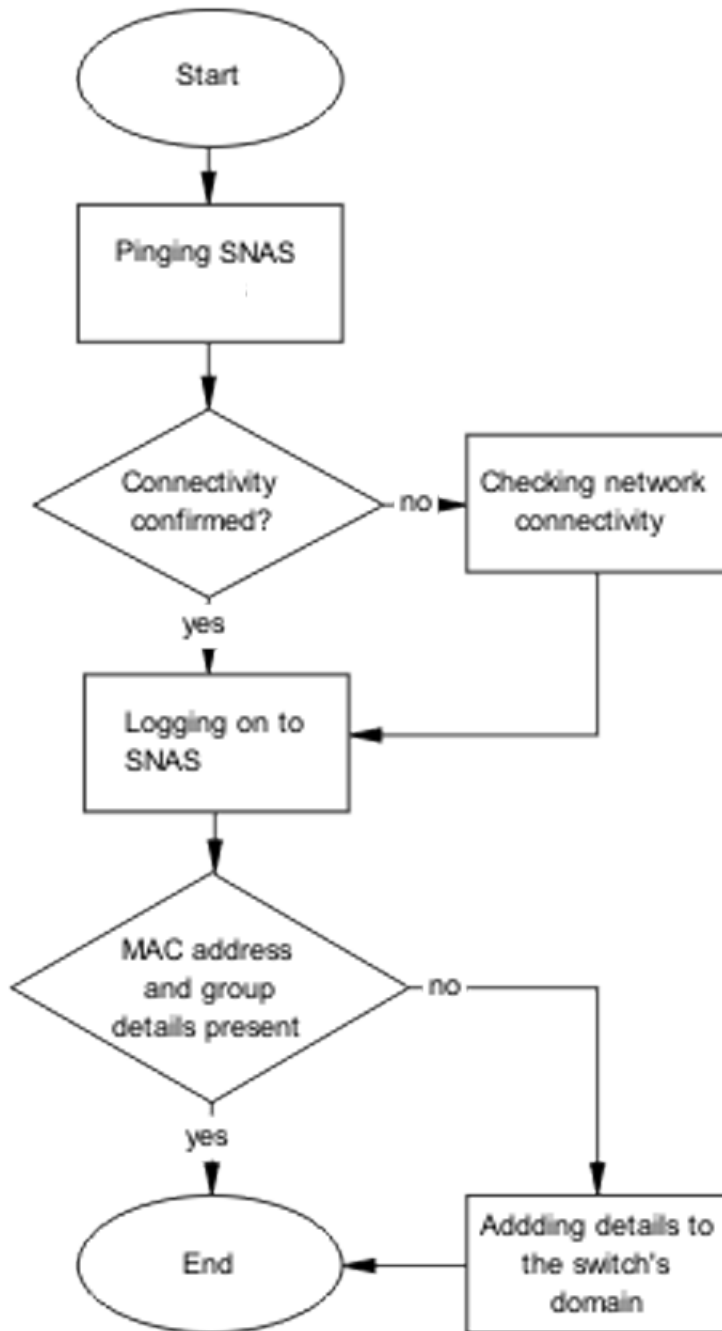 Start
Pinging SNAS
Connectivity
confirmed?
no
Checking network
connectivity
yes
Logging on to
SNAS
MAC address
and group
details present
no
yes
End
Addding details to
the switch's
domain